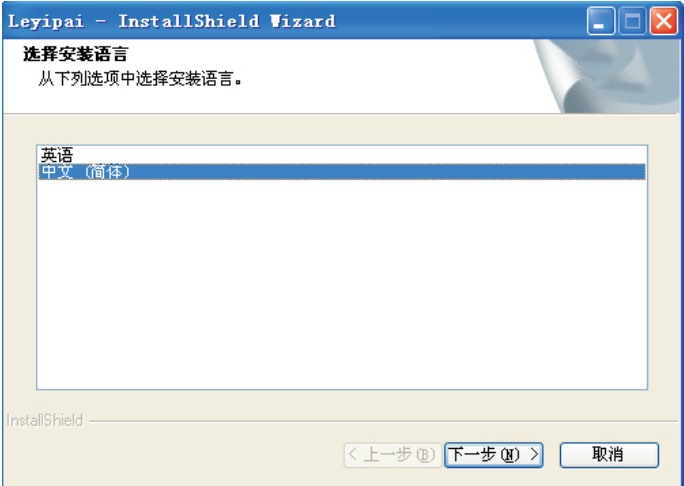 Leyipai - InstallShield Wizard
选择安装语言
从下列选项中选择安装语言。
英语
中文 (简体)
InstallShield
< 上一步(B) 下一步(N) > 取消